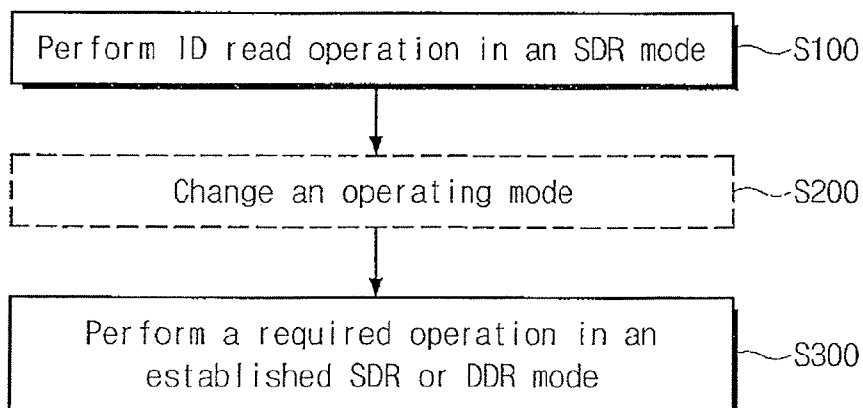 Perform ID read operation in an SDR mode
S100
Change an operating mode
S200
Perform a required operation in an
established SDR or DDR mode
S300